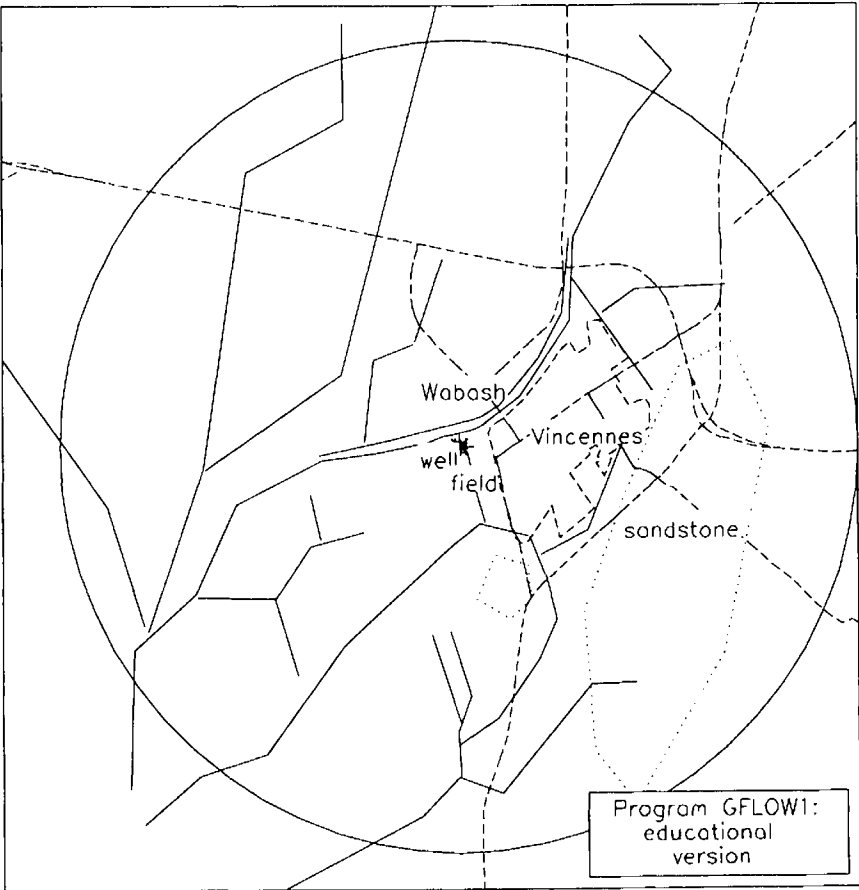 Wabash
Vincennes
well
field
sandstone
Program GFLOW1:
educational
version